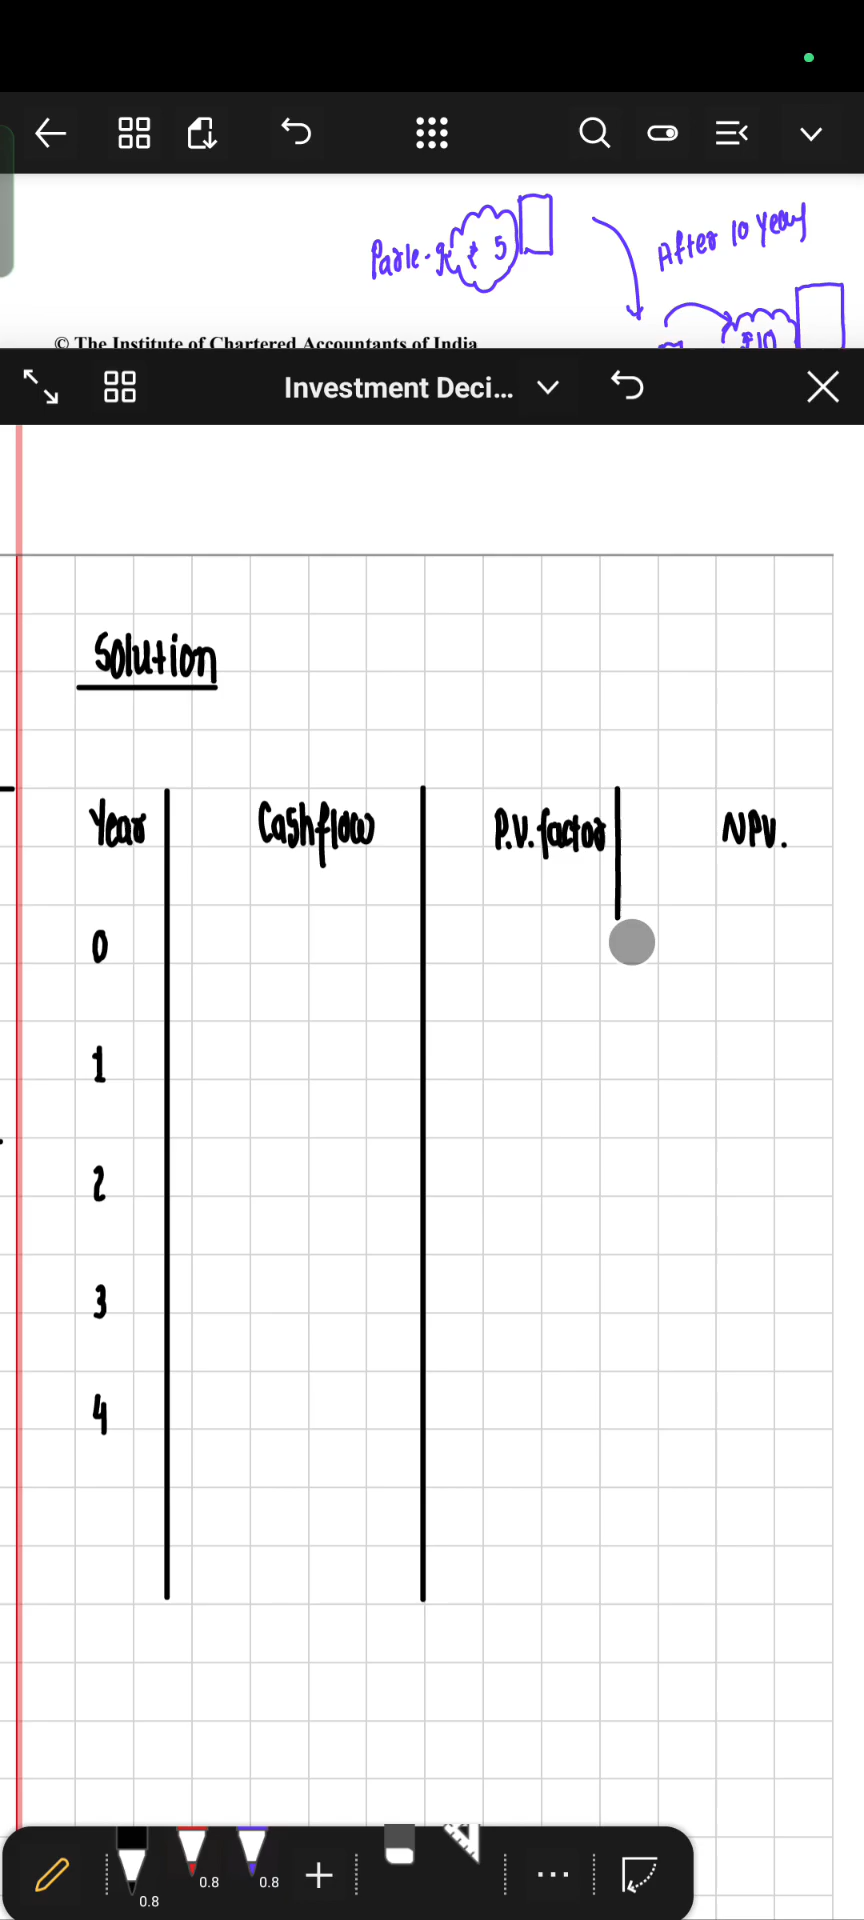 Parle-g ₹ 5
After 10 years
₹10
© The Institute of Chartered Accountants of India
Investment Deci...
Solution
Year Cashflow P.V. factor NPV.
0
1
2
3
4
0.8 0.8 0.8